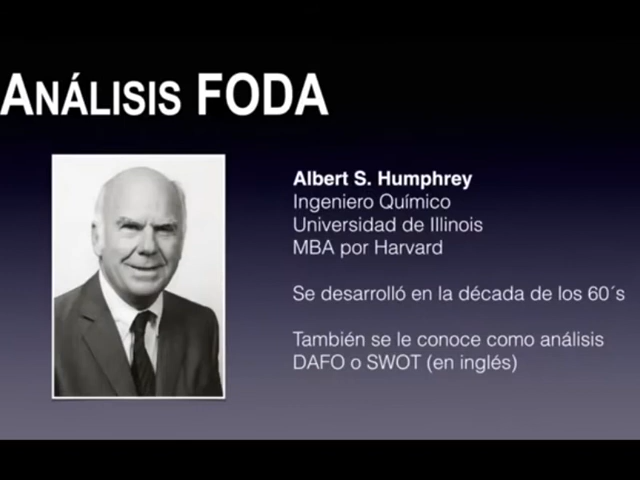 ANÁLISIS FODA
Albert S. Humphrey
Ingeniero Químico
Universidad de Illinois
MBA por Harvard
Se desarrolló en la década de los 60´s
También se le conoce como análisis
DAFO o SWOT (en inglés)